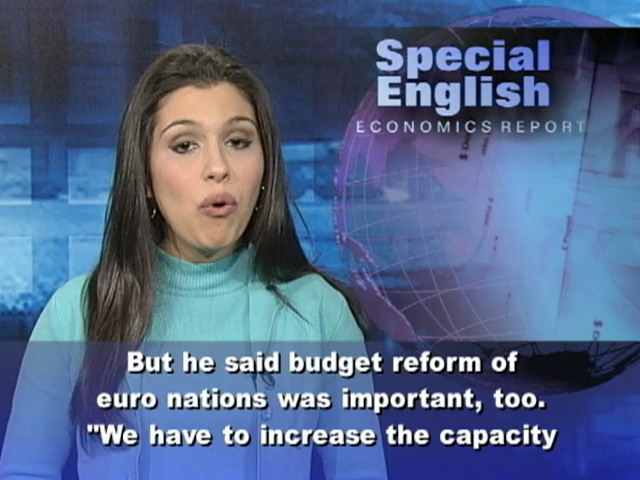 Special
English
ECONOMICS REPORT
But he said budget reform of
euro nations was important, too.
"We have to increase the capacity